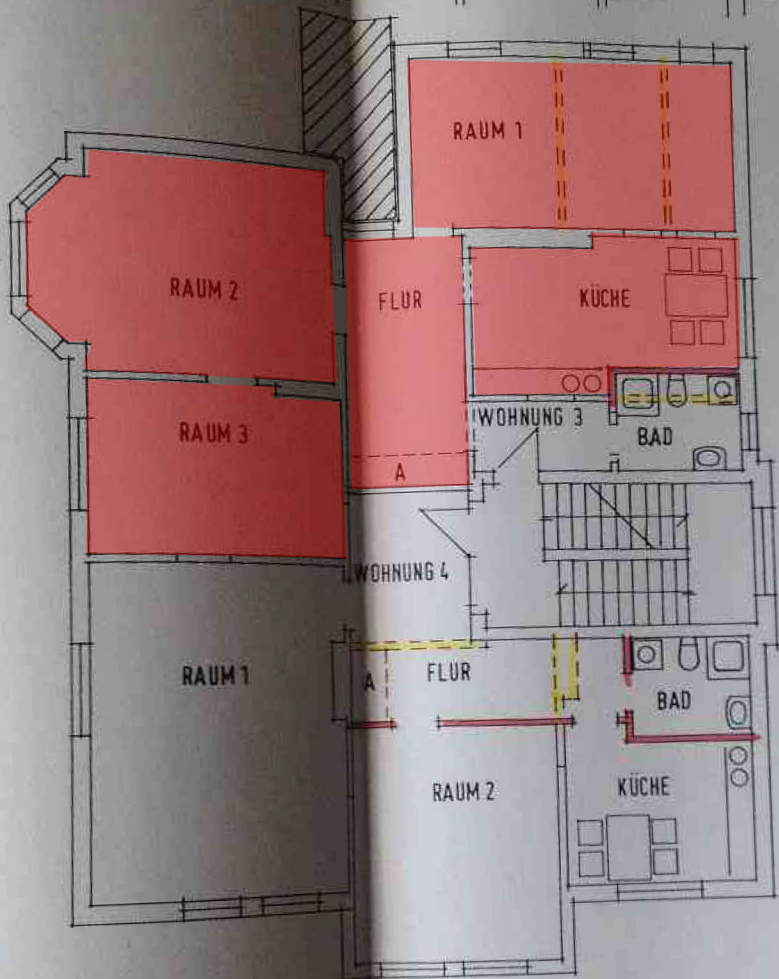 RAUM 1
RAUM 2
FLUR
KÜCHE
RAUM 3
WOHNUNG 3
BAD
A
WOHNUNG 4
RAUM 1
A
FLUR
BAD
RAUM 2
KÜCHE